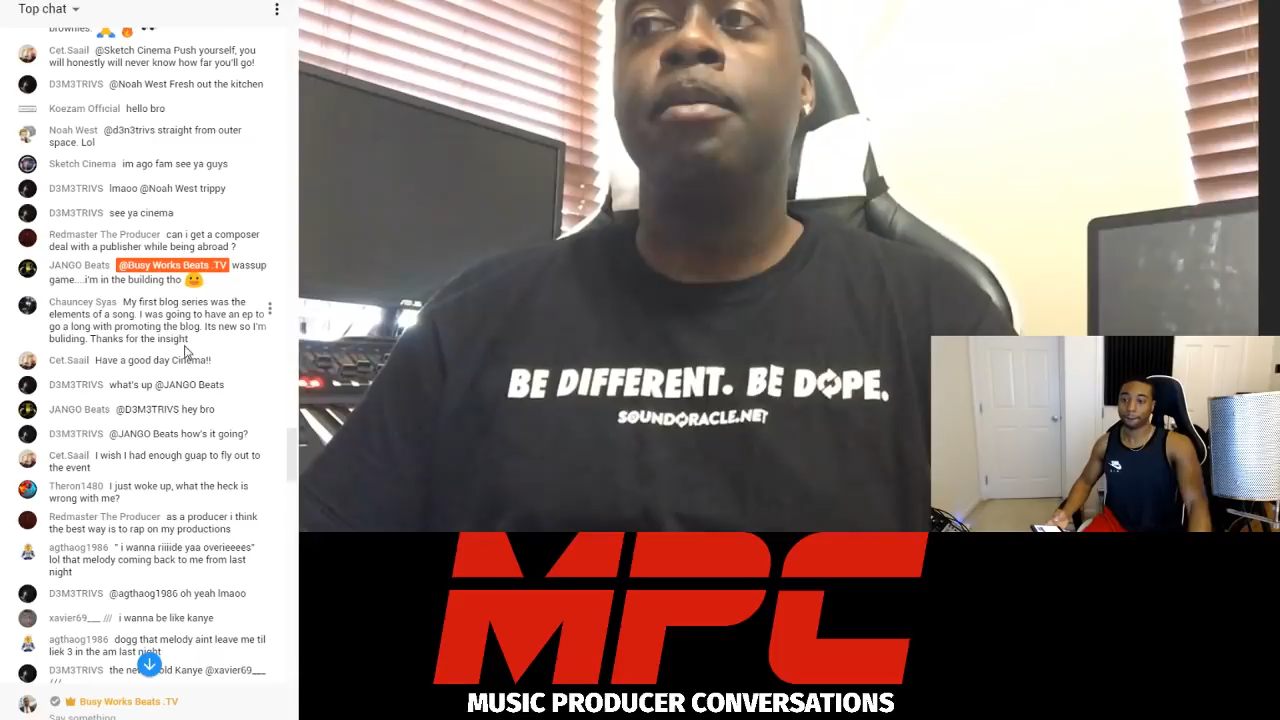 Top chat
brownies.
Cet.Saail @Sketch Cinema Push yourself, you
will honestly will never know how far you'll go!
D3M3TRIVS @Noah West Fresh out the kitchen
Koezam Official hello bro
Noah West @d3n3trivs straight from outer
space. Lol
Sketch Cinema im ago fam see ya guys
D3M3TRIVS lmaoo @Noah West trippy
D3M3TRIVS see ya cinema
Redmaster The Producer can i get a composer
deal with a publisher while being abroad ?
JANGO Beats @Busy Works Beats .TV wassup
game....i'm in the building tho
Chauncey Syas My first blog series was the
elements of a song. I was going to have an ep to
go a long with promoting the blog. Its new so I'm
buliding. Thanks for the insight
Cet.Saail Have a good day Cinema!!
D3M3TRIVS what's up @JANGO Beats
JANGO Beats @D3M3TRIVS hey bro
D3M3TRIVS @JANGO Beats how's it going?
Cet.Saail I wish I had enough guap to fly out to
the event
Theron1480 I just woke up, what the heck is
wrong with me?
Redmaster The Producer as a producer i think
the best way is to rap on my productions
agthaog1986 " i wanna riiiide yaa overieeees"
lol that melody coming back to me from last
night
D3M3TRIVS @agthaog1986 oh yeah lmaoo
xavier69___ /// i wanna be like kanye
agthaog1986 dogg that melody aint leave me til
liek 3 in the am last night
D3M3TRIVS the old Kanye @xavier69___
///
Busy Works Beats .TV
Say something...
BE DIFFERENT. BE DOPE.
SOUNDORACLE.NET
MPC
MUSIC PRODUCER CONVERSATIONS